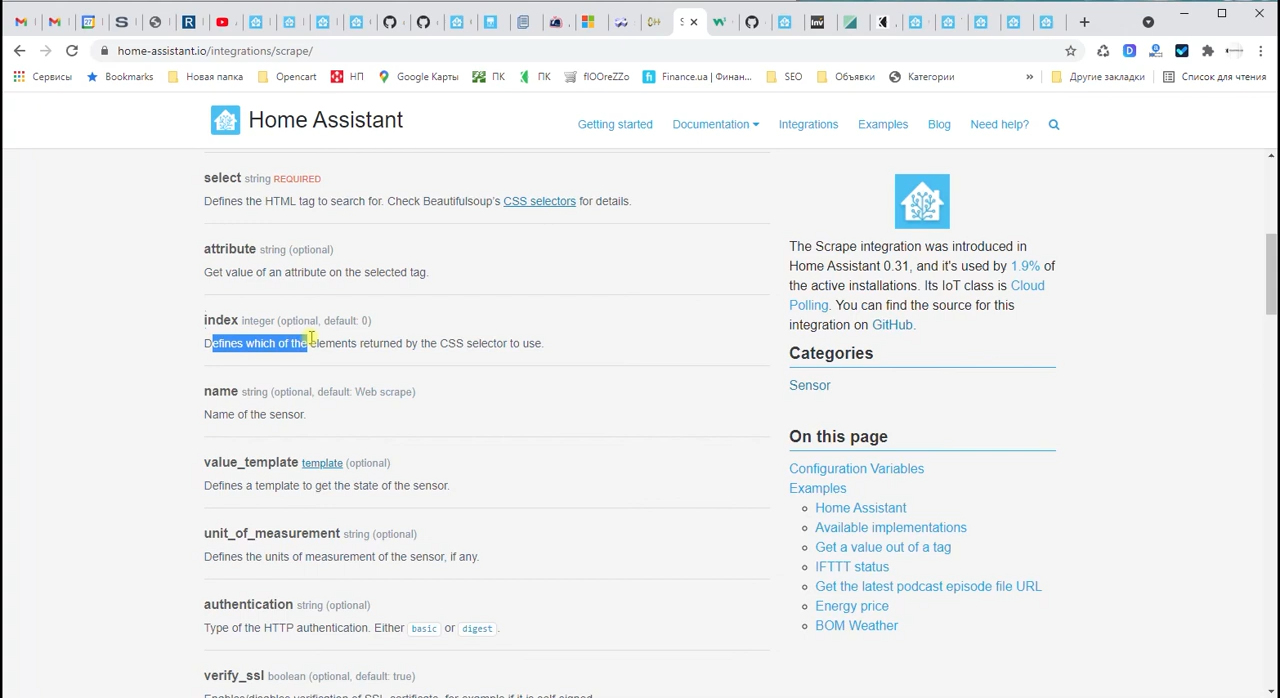 home-assistant.io/integrations/scrape/
Сервисы Bookmarks Новая папка Opencart НП Google Карты ПК ПК flOOreZZo Finance.ua | Финан... SEO Объявки Категории » Другие закладки Список для чтения
Home Assistant
Getting started Documentation Integrations Examples Blog Need help?
select string REQUIRED
Defines the HTML tag to search for. Check Beautifulsoup's CSS selectors for details.
attribute string (optional)
Get value of an attribute on the selected tag.
index integer (optional, default: 0)
Defines which of the elements returned by the CSS selector to use.
name string (optional, default: Web scrape)
Name of the sensor.
value_template template (optional)
Defines a template to get the state of the sensor.
unit_of_measurement string (optional)
Defines the units of measurement of the sensor, if any.
authentication string (optional)
Type of the HTTP authentication. Either basic or digest.
verify_ssl boolean (optional, default: true)
The Scrape integration was introduced in
Home Assistant 0.31, and it's used by 1.9% of
the active installations. Its IoT class is Cloud
Polling. You can find the source for this
integration on GitHub.
Categories
Sensor
On this page
Configuration Variables
Examples
Home Assistant
Available implementations
Get a value out of a tag
IFTTT status
Get the latest podcast episode file URL
Energy price
BOM Weather